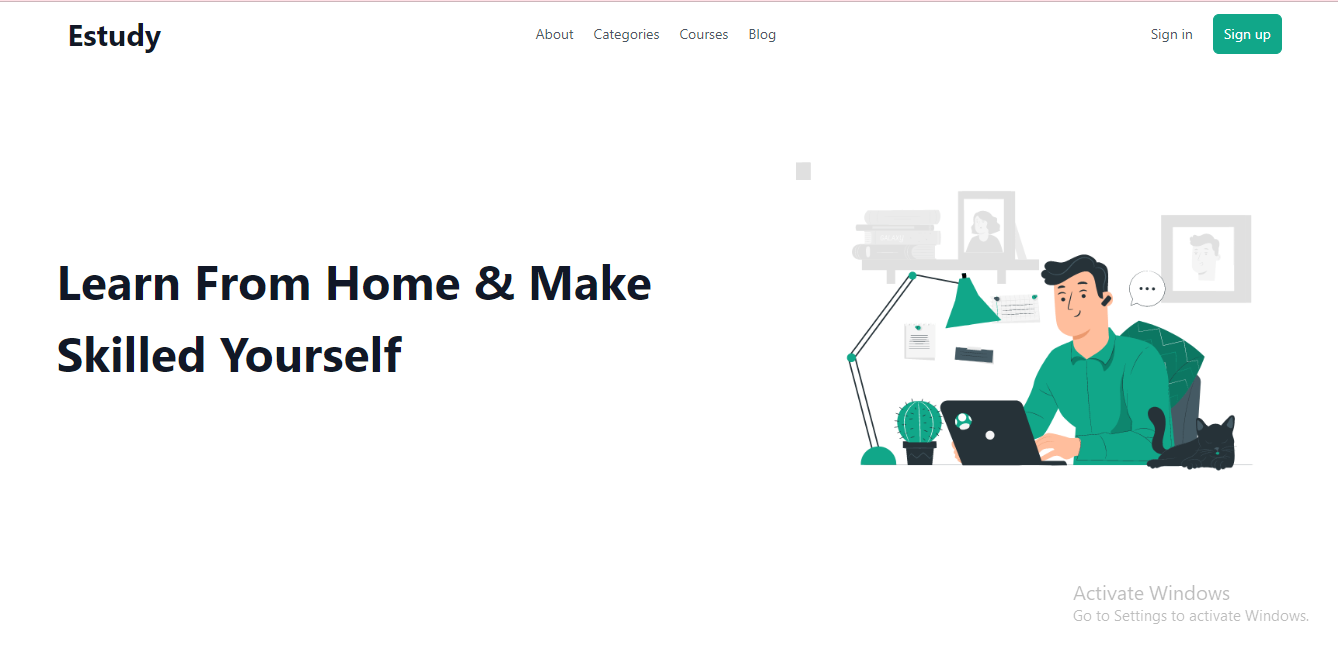 Estudy
About Categories Courses Blog
Sign in Sign up
Learn From Home & Make
Skilled Yourself
Activate Windows
Go to Settings to activate Windows.